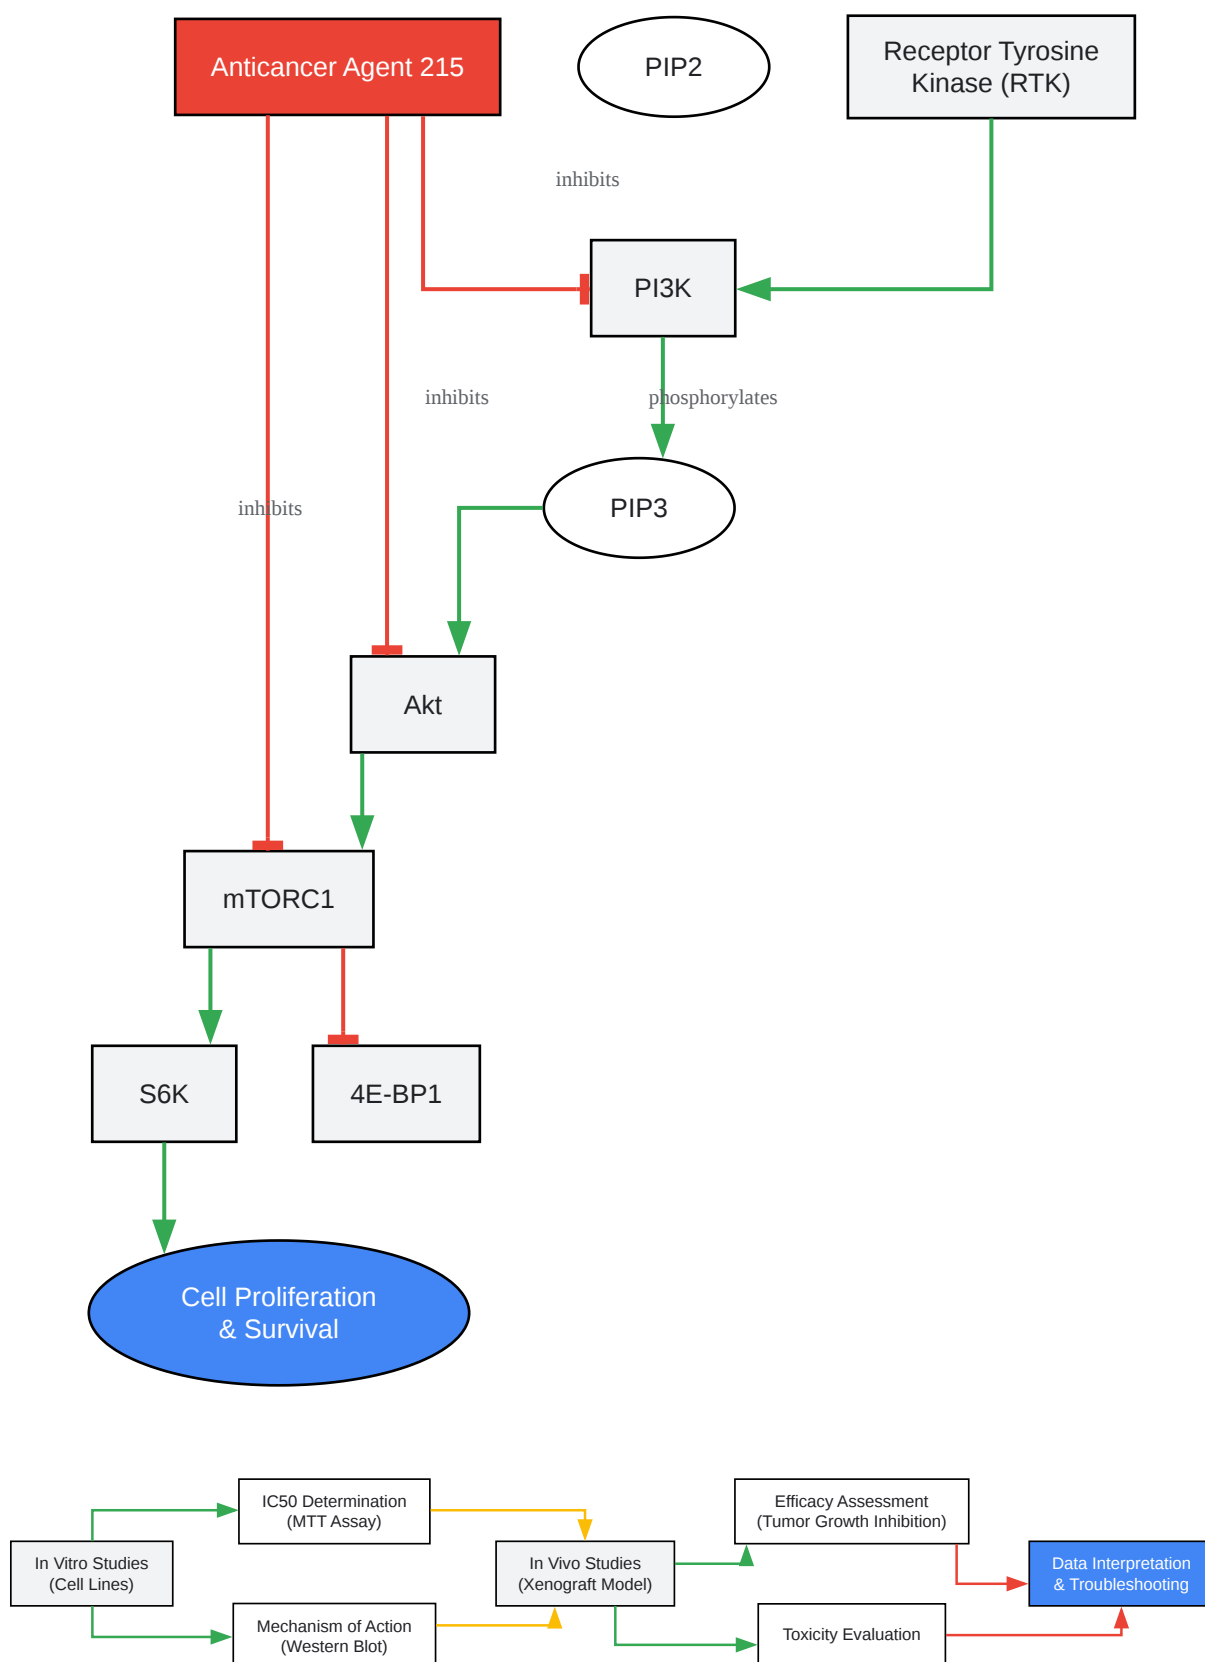 Anticancer Agent 215
PIP2
Receptor Tyrosine
Kinase (RTK)
inhibits
PI3K
inhibits
phosphorylates
inhibits
PIP3
Akt
mTORC1
S6K
4E-BP1
Cell Proliferation
& Survival
IC50 Determination
(MTT Assay)
Efficacy Assessment
(Tumor Growth Inhibition)
In Vitro Studies
(Cell Lines)
In Vivo Studies
(Xenograft Model)
Data Interpretation
& Troubleshooting
Mechanism of Action
(Western Blot)
Toxicity Evaluation